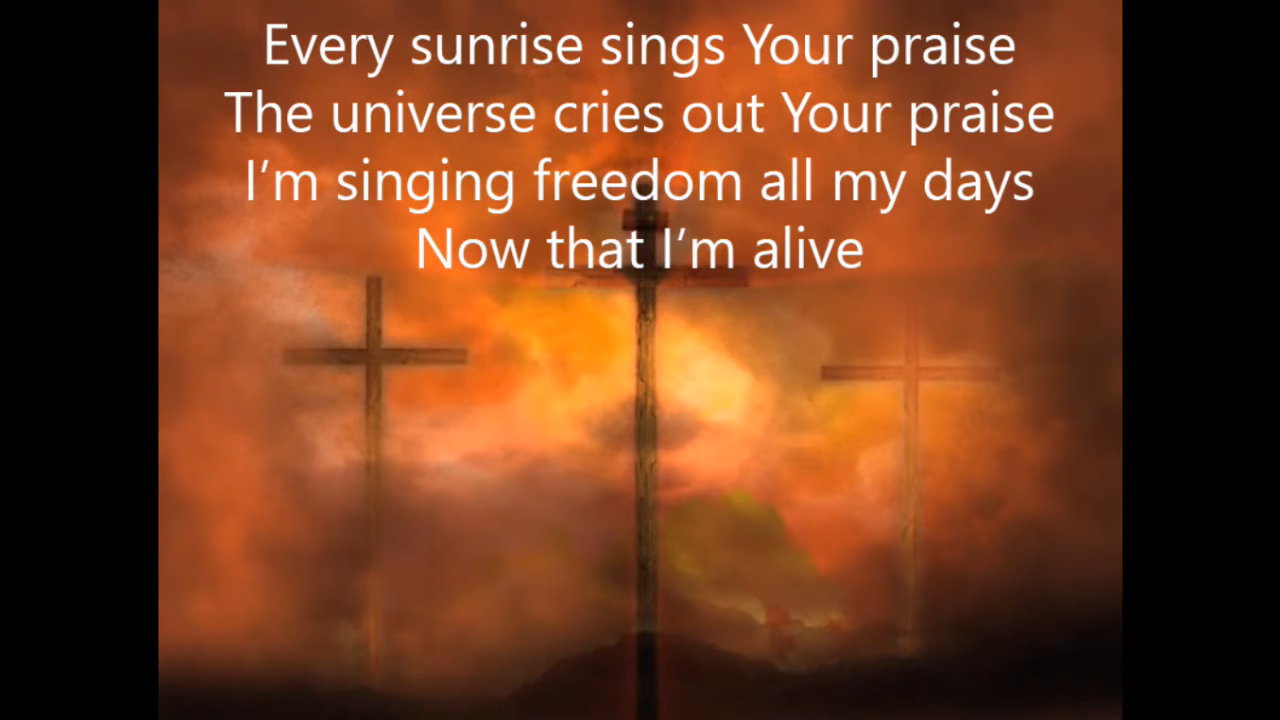 Every sunrise sings Your praise
The universe cries out Your praise
I’m singing freedom all my days
Now that I’m alive